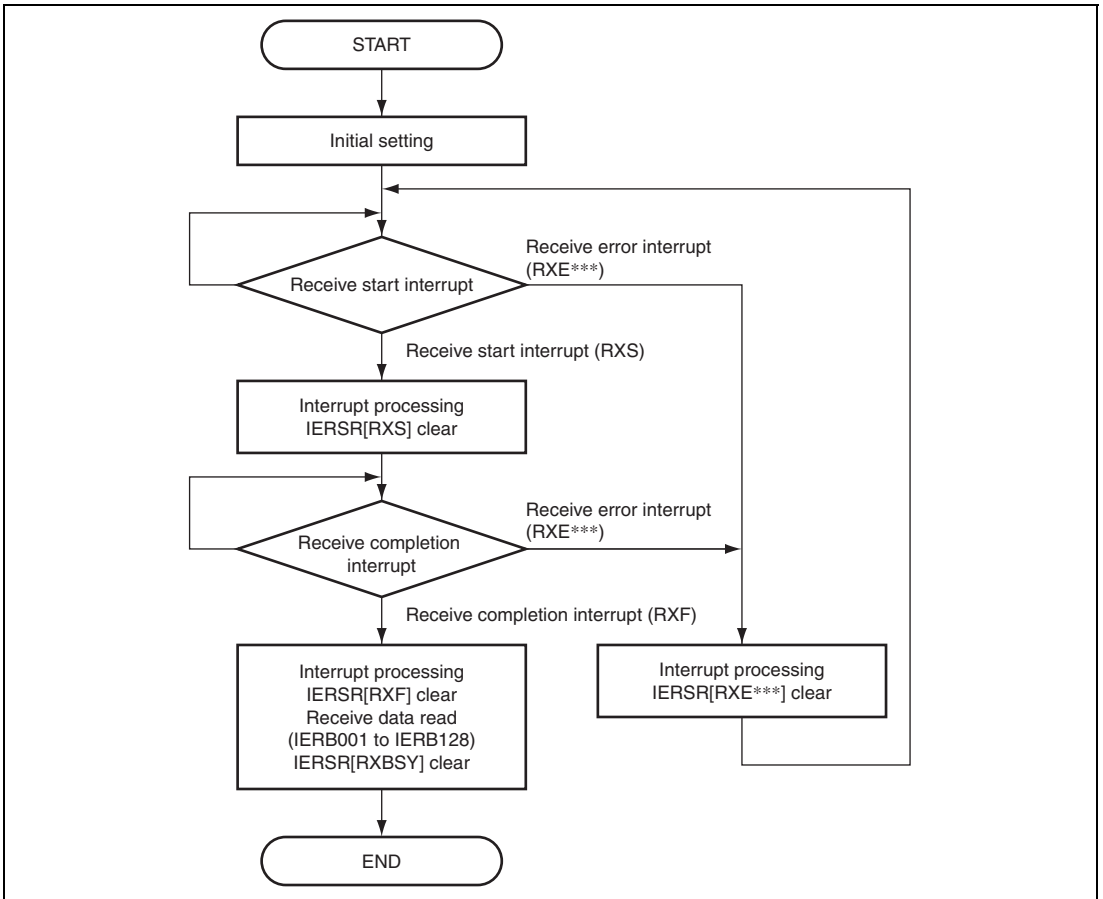 START
Initial setting
Receive error interrupt
(RXE***)
Receive start interrupt
Receive start interrupt (RXS)
Interrupt processing
IERSR[RXS] clear
Receive error interrupt
(RXE***)
Receive completion
interrupt
Receive completion interrupt (RXF)
Interrupt processing
IERSR[RXF] clear
Receive data read
(IERB001 to IERB128)
IERSR[RXBSY] clear
Interrupt processing
IERSR[RXE***] clear
END